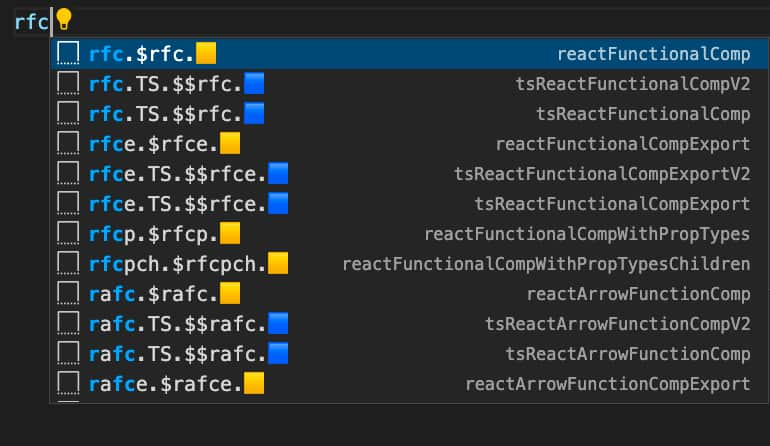 rfc
rfc.$rfc.🟨 reactFunctionalComp
rfc.TS.$$rfc.🟦 tsReactFunctionalCompV2
rfc.TS.$$rfc.🟦 tsReactFunctionalComp
rfce.$rfce.🟨 reactFunctionalCompExport
rfce.TS.$$rfce.🟦 tsReactFunctionalCompExportV2
rfce.TS.$$rfce.🟦 tsReactFunctionalCompExport
rfcp.$rfcp.🟨 reactFunctionalCompWithPropTypes
rfcpch.$rfcpch.🟨 reactFunctionalCompWithPropTypesChildren
rafc.$rafc.🟨 reactArrowFunctionComp
rafc.TS.$$rafc.🟦 tsReactArrowFunctionCompV2
rafc.TS.$$rafc.🟦 tsReactArrowFunctionComp
rafce.$rafce.🟨 reactArrowFunctionCompExport